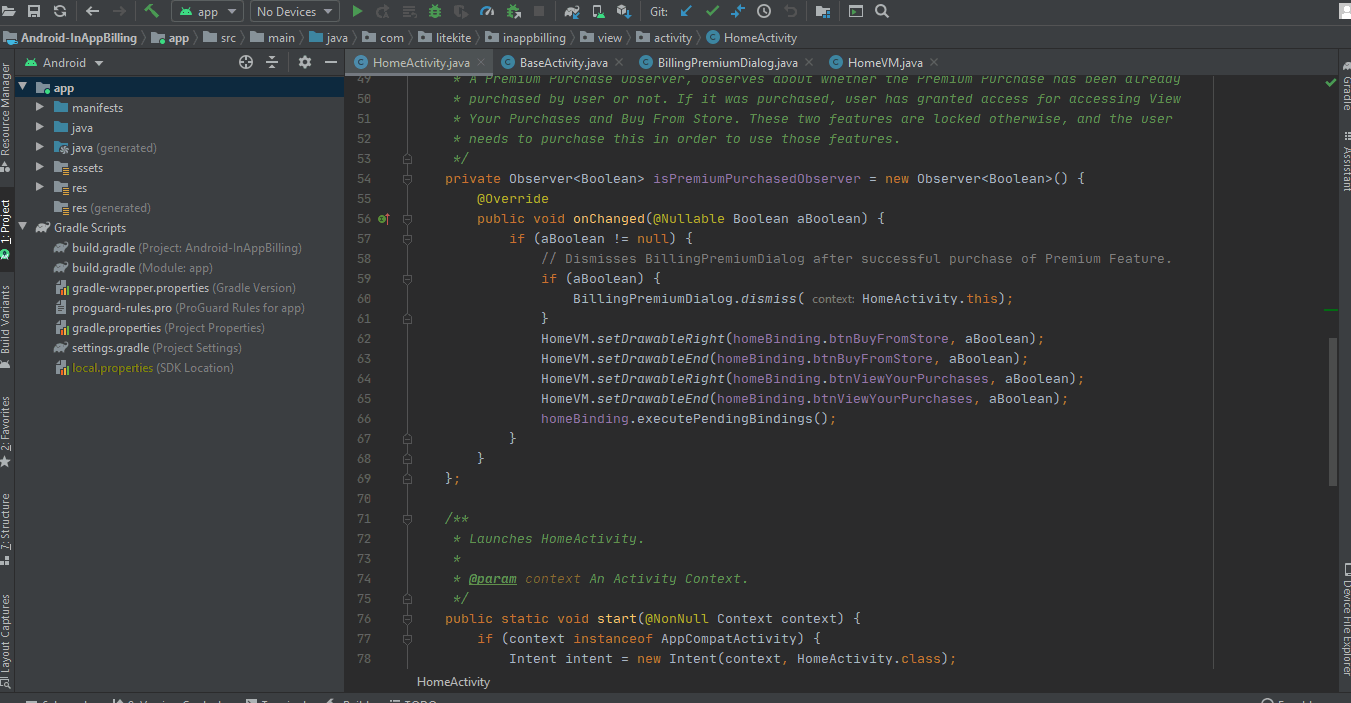 app No Devices Git:
Android-InAppBilling app src main java com litekite inappbilling view activity HomeActivity
Android
HomeActivity.java BaseActivity.java BillingPremiumDialog.java HomeVM.java
Resource Manager
1: Project
Build Variants
2: Favorites
7: Structure
Layout Captures
app
manifests
java
java (generated)
assets
res
res (generated)
Gradle Scripts
build.gradle (Project: Android-InAppBilling)
build.gradle (Module: app)
gradle-wrapper.properties (Gradle Version)
proguard-rules.pro (ProGuard Rules for app)
gradle.properties (Project Properties)
settings.gradle (Project Settings)
local.properties (SDK Location)
49 * A Premium Purchase Observer, observes about whether the Premium Purchase has been already
50 * purchased by user or not. If it was purchased, user has granted access for accessing View
51 * Your Purchases and Buy From Store. These two features are locked otherwise, and the user
52 * needs to purchase this in order to use those features.
53 */
54 private Observer<Boolean> isPremiumPurchasedObserver = new Observer<Boolean>() {
55 @Override
56 public void onChanged(@Nullable Boolean aBoolean) {
57 if (aBoolean != null) {
58 // Dismisses BillingPremiumDialog after successful purchase of Premium Feature.
59 if (aBoolean) {
60 BillingPremiumDialog.dismiss( context: HomeActivity.this);
61 }
62 HomeVM.setDrawableRight(homeBinding.btnBuyFromStore, aBoolean);
63 HomeVM.setDrawableEnd(homeBinding.btnBuyFromStore, aBoolean);
64 HomeVM.setDrawableRight(homeBinding.btnViewYourPurchases, aBoolean);
65 HomeVM.setDrawableEnd(homeBinding.btnViewYourPurchases, aBoolean);
66 homeBinding.executePendingBindings();
67 }
68 }
69 };
70
71 /**
72 * Launches HomeActivity.
73 *
74 * @param context An Activity Context.
75 */
76 public static void start(@NonNull Context context) {
77 if (context instanceof AppCompatActivity) {
78 Intent intent = new Intent(context, HomeActivity.class);
HomeActivity
Gradle
Assistant
Device File Explorer